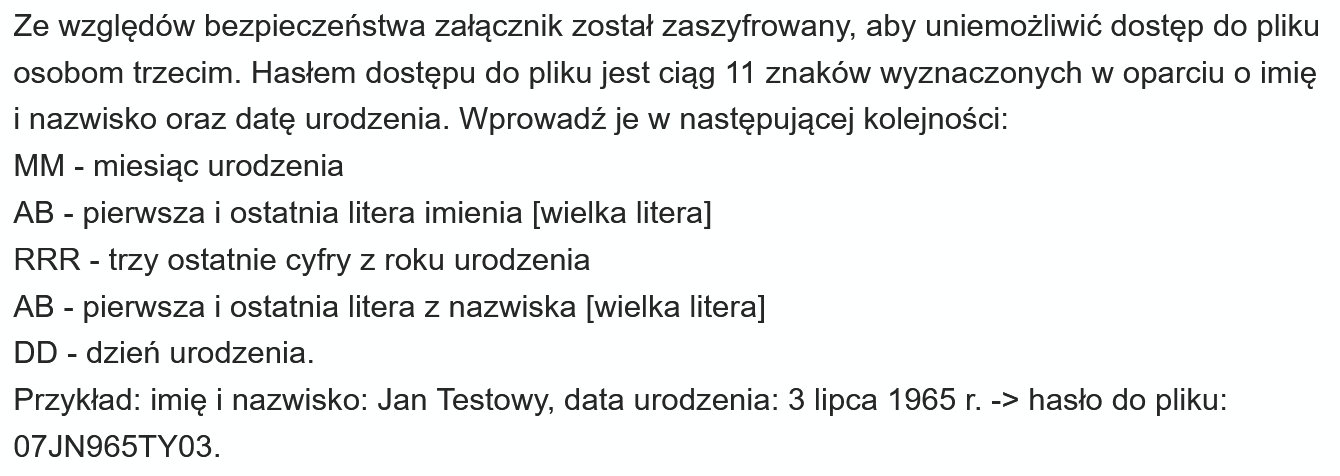 Ze względów bezpieczeństwa załącznik został zaszyfrowany, aby uniemożliwić dostęp do pliku
osobom trzecim. Hasłem dostępu do pliku jest ciąg 11 znaków wyznaczonych w oparciu o imię
i nazwisko oraz datę urodzenia. Wprowadź je w następującej kolejności:
MM - miesiąc urodzenia
AB - pierwsza i ostatnia litera imienia [wielka litera]
RRR - trzy ostatnie cyfry z roku urodzenia
AB - pierwsza i ostatnia litera z nazwiska [wielka litera]
DD - dzień urodzenia.
Przykład: imię i nazwisko: Jan Testowy, data urodzenia: 3 lipca 1965 r. -> hasło do pliku:
07JN965TY03.